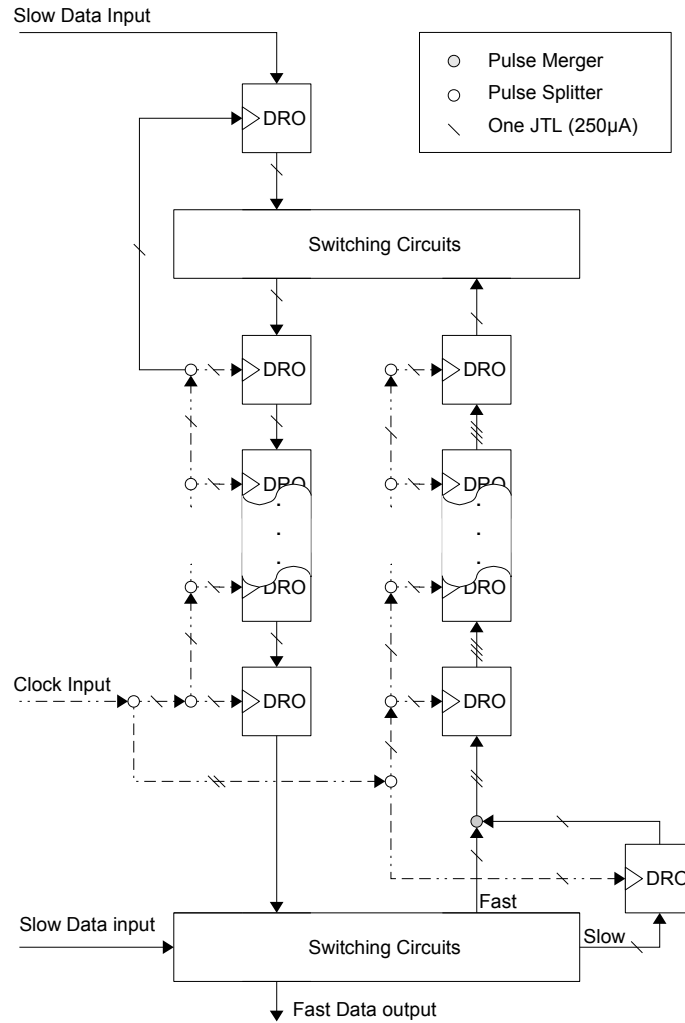 Slow Data Input
Pulse Merger
Pulse Splitter
One JTL (250µA)
DRO
Switching Circuits
DRO
DRO
DRO
DRO
DRO
DRO
Clock Input
DRO
DRO
DRO
Fast
Slow
Slow Data input
Switching Circuits
Fast Data output